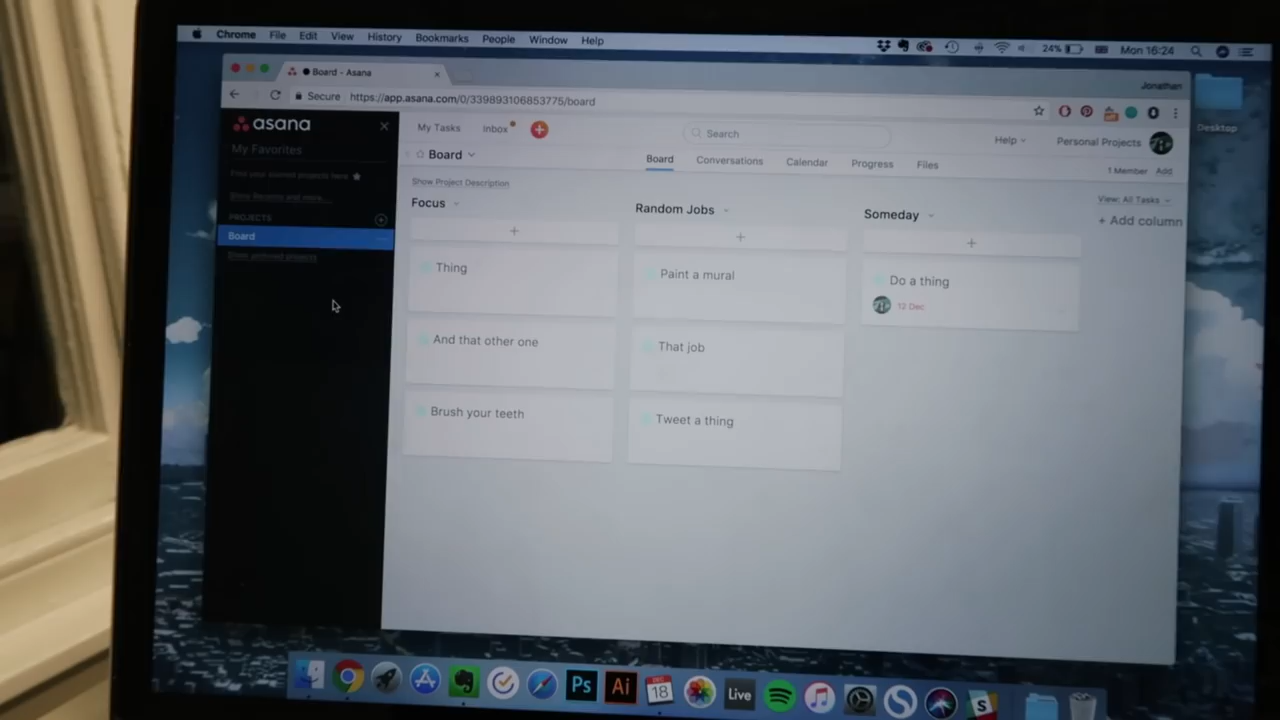 Chrome File Edit View History Bookmarks People Window Help 24% Mon 16:24
Board - Asana
Jonathan
Secure https://app.asana.com/0/339893106853775/board
Desktop
asana
My Tasks Inbox Search Help Personal Projects
My Favorites
Board
Board Conversations Calendar Progress Files
1 Member Add
Show Project Description
View: All Tasks
PROJECTS
Board
Focus
Random Jobs
Someday
+ Add column
+
+
+
Thing
Paint a mural
Do a thing
12 Dec
And that other one
That job
Brush your teeth
Tweet a thing
Ps
Ai
DEC
18
Live
S